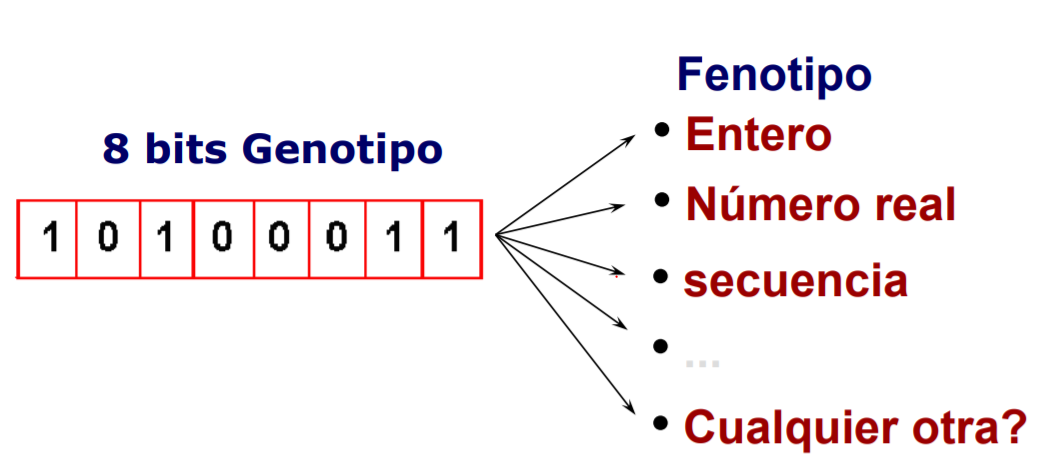 Fenotipo
• Entero
8 bits Genotipo
• Número real
1 0 1 0 0 0 1 1
• secuencia
• ...
• Cualquier otra?